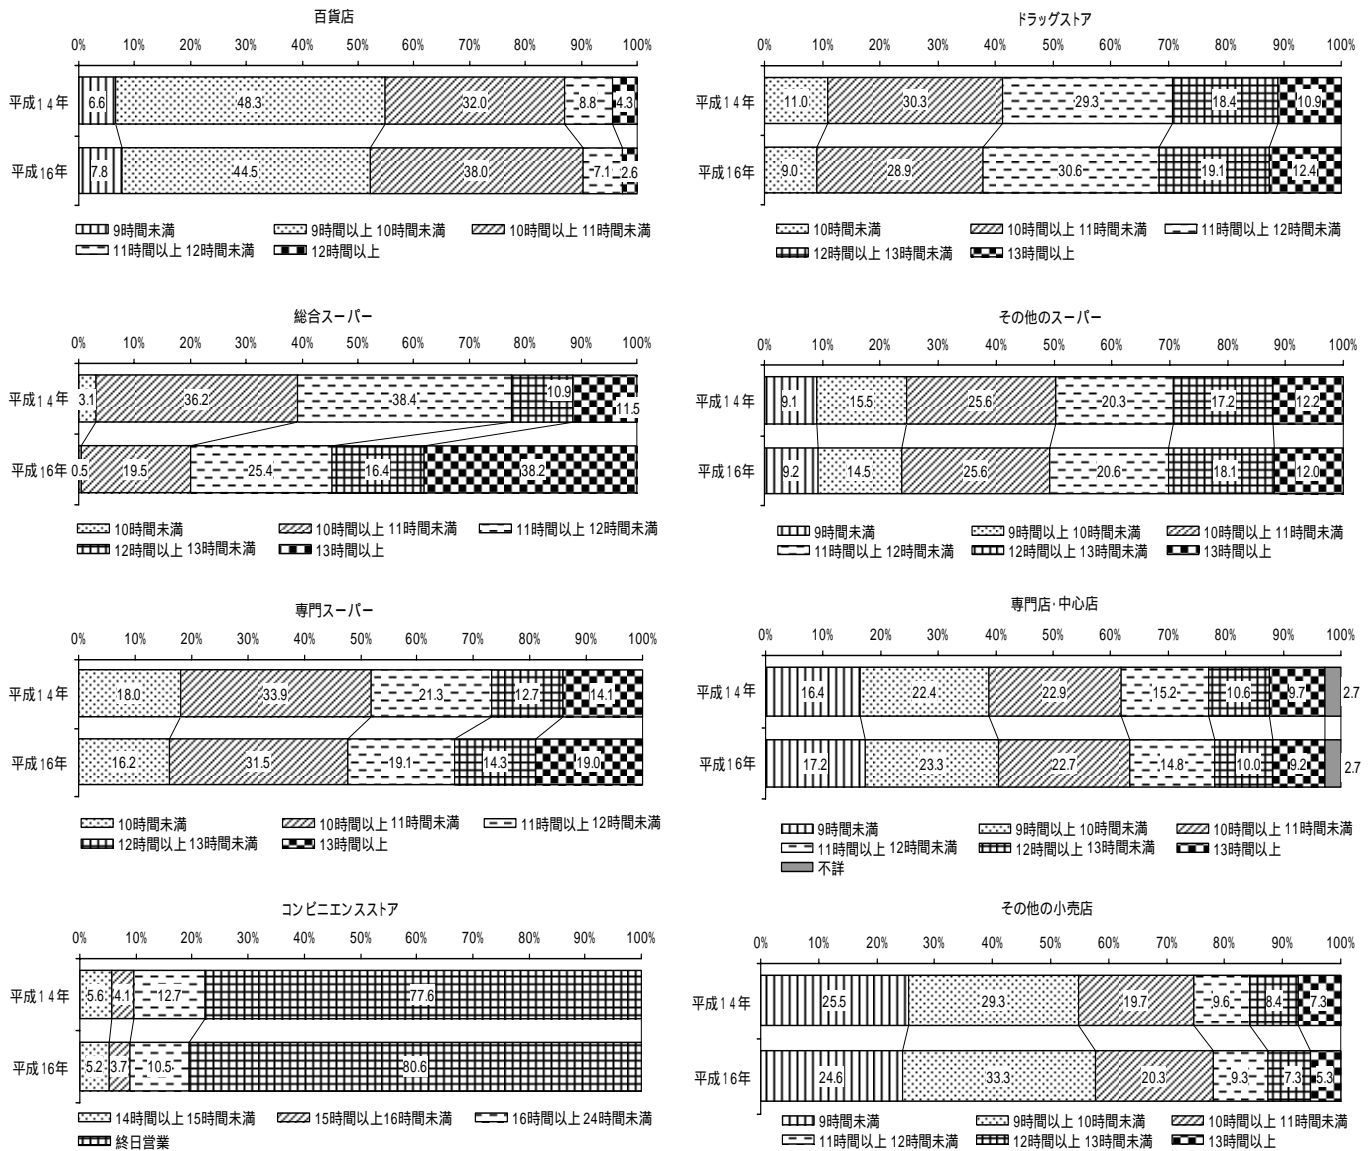 百貨店
0% 10% 20% 30% 40% 50% 60% 70% 80% 90% 100%
平成14年 6.6 48.3 32.0 8.8 4.3
平成16年 7.8 44.5 38.0 7.1 2.6
9時間未満 9時間以上 10時間未満 10時間以上 11時間未満
11時間以上 12時間未満 12時間以上
ドラッグストア
0% 10% 20% 30% 40% 50% 60% 70% 80% 90% 100%
平成14年 11.0 30.3 29.3 18.4 10.9
平成16年 9.0 28.9 30.6 19.1 12.4
10時間未満 10時間以上 11時間未満 11時間以上 12時間未満
12時間以上 13時間未満 13時間以上
総合スーパー
0% 10% 20% 30% 40% 50% 60% 70% 80% 90% 100%
平成14年 3.1 36.2 38.4 10.9 11.5
平成16年 0.5 19.5 25.4 16.4 38.2
10時間未満 10時間以上 11時間未満 11時間以上 12時間未満
12時間以上 13時間未満 13時間以上
その他のスーパー
0% 10% 20% 30% 40% 50% 60% 70% 80% 90% 100%
平成14年 9.1 15.5 25.6 20.3 17.2 12.2
平成16年 9.2 14.5 25.6 20.6 18.1 12.0
9時間未満 9時間以上 10時間未満 10時間以上 11時間未満
11時間以上 12時間未満 12時間以上 13時間未満 13時間以上
専門スーパー
0% 10% 20% 30% 40% 50% 60% 70% 80% 90% 100%
平成14年 18.0 33.9 21.3 12.7 14.1
平成16年 16.2 31.5 19.1 14.3 19.0
10時間未満 10時間以上 11時間未満 11時間以上 12時間未満
12時間以上 13時間未満 13時間以上
専門店・中心店
0% 10% 20% 30% 40% 50% 60% 70% 80% 90% 100%
平成14年 16.4 22.4 22.9 15.2 10.6 9.7 2.7
平成16年 17.2 23.3 22.7 14.8 10.0 9.2 2.7
9時間未満 9時間以上 10時間未満 10時間以上 11時間未満
11時間以上 12時間未満 12時間以上 13時間未満 13時間以上
不詳
コンビニエンスストア
0% 10% 20% 30% 40% 50% 60% 70% 80% 90% 100%
平成14年 5.6 4.1 12.7 77.6
平成16年 5.2 3.7 10.5 80.6
14時間以上 15時間未満 15時間以上16時間未満 16時間以上 24時間未満
終日営業
その他の小売店
0% 10% 20% 30% 40% 50% 60% 70% 80% 90% 100%
平成14年 25.5 29.3 19.7 9.6 8.4 7.3
平成16年 24.6 33.3 20.3 9.3 7.3 5.3
9時間未満 9時間以上 10時間未満 10時間以上 11時間未満
11時間以上 12時間未満 12時間以上 13時間未満 13時間以上